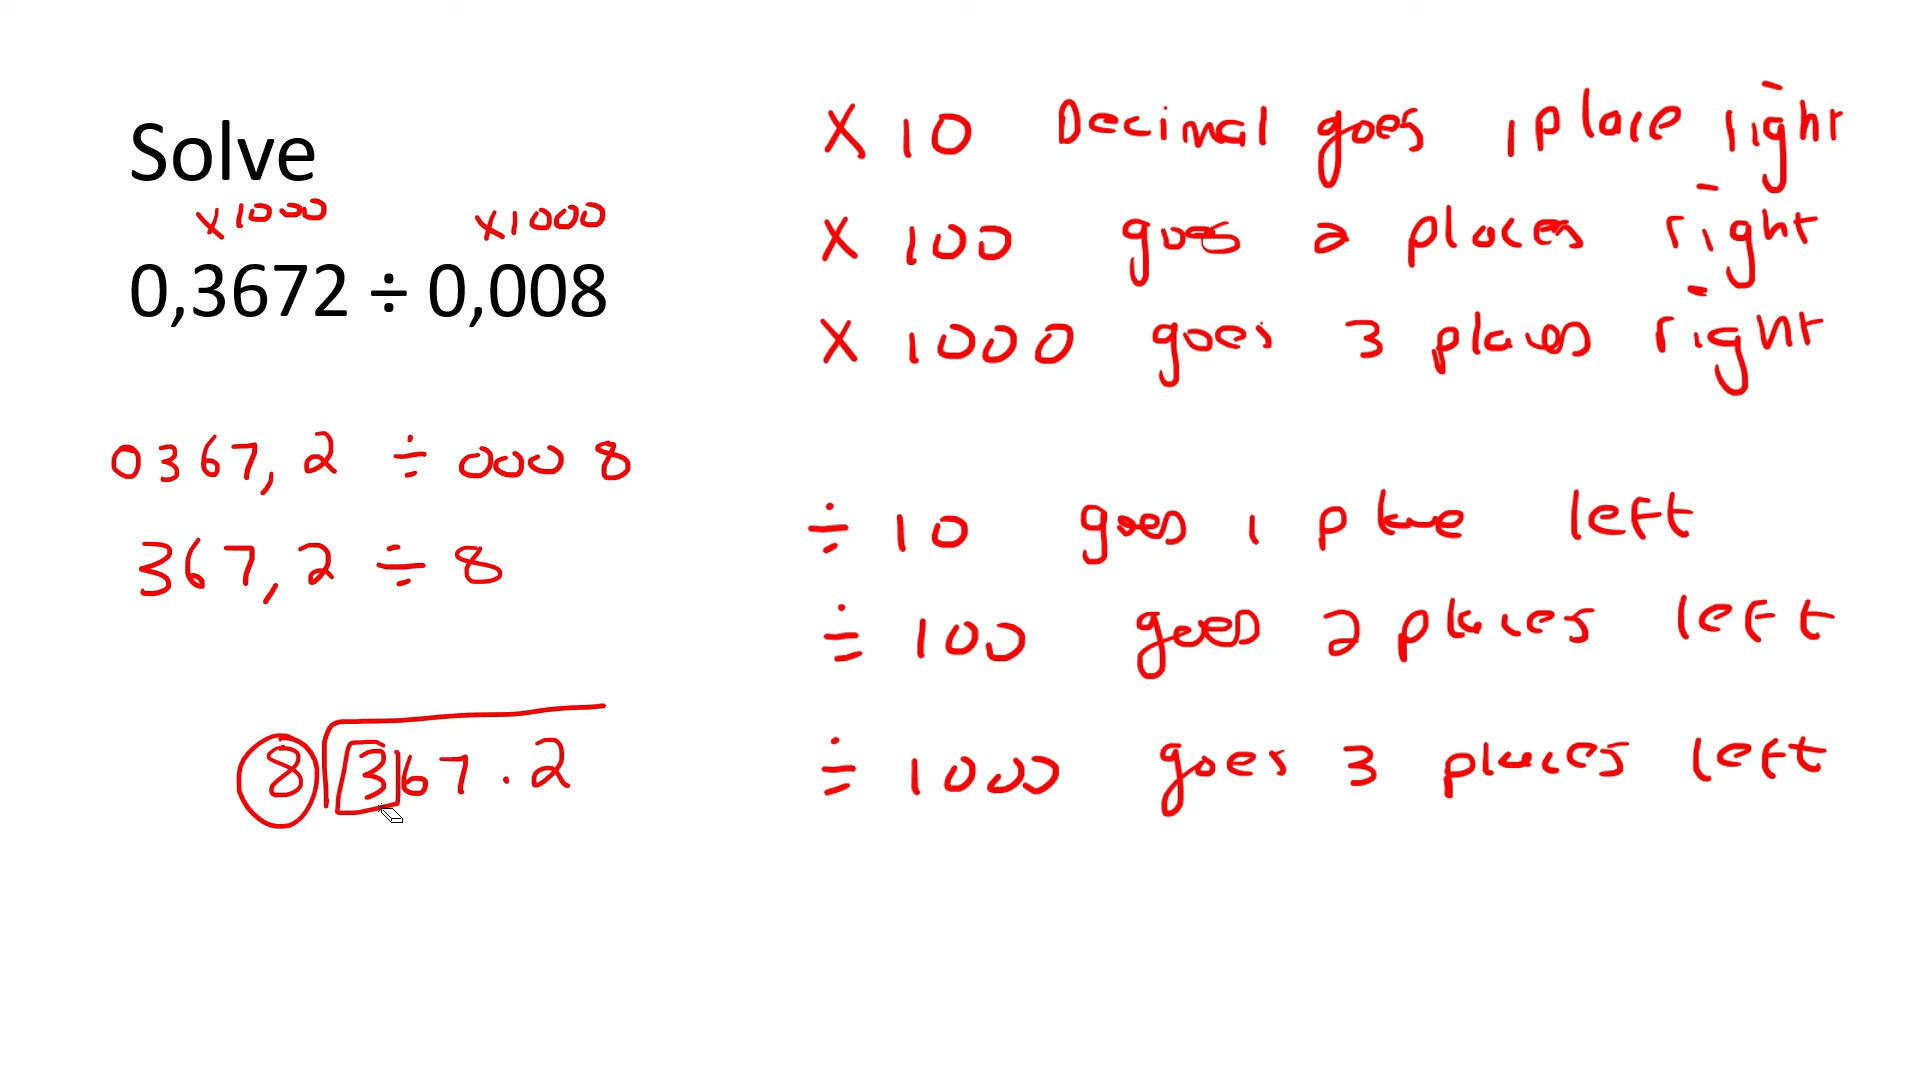 Solve
x1000 x1000
0,3672 ÷ 0,008
0367,2 ÷ 000 8
367,2 ÷ 8
8 367.2
x 10 Decimal goes 1 place right
x 100 goes 2 places right
x 1000 goes 3 places right
÷ 10 goes 1 place left
÷ 100 goes 2 places left
÷ 1000 goes 3 places left